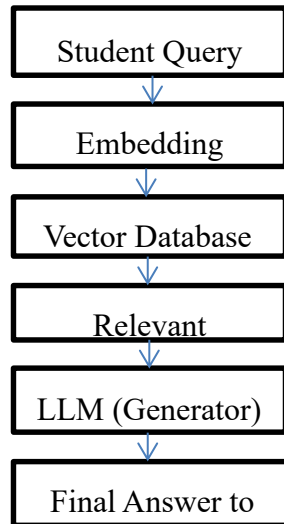 Student Query
Embedding
Vector Database
Relevant
LLM (Generator)
Final Answer to